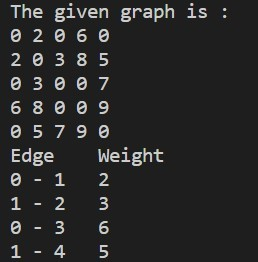 The given graph is :
0 2 0 6 0
2 0 3 8 5
0 3 0 0 7
6 8 0 0 9
0 5 7 9 0
Edge    Weight
0 - 1   2
1 - 2   3
0 - 3   6
1 - 4   5